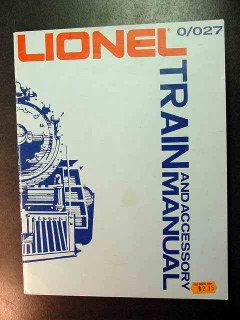 LIONEL
0/027
TRAIN
AND ACCESSORY
MANUAL